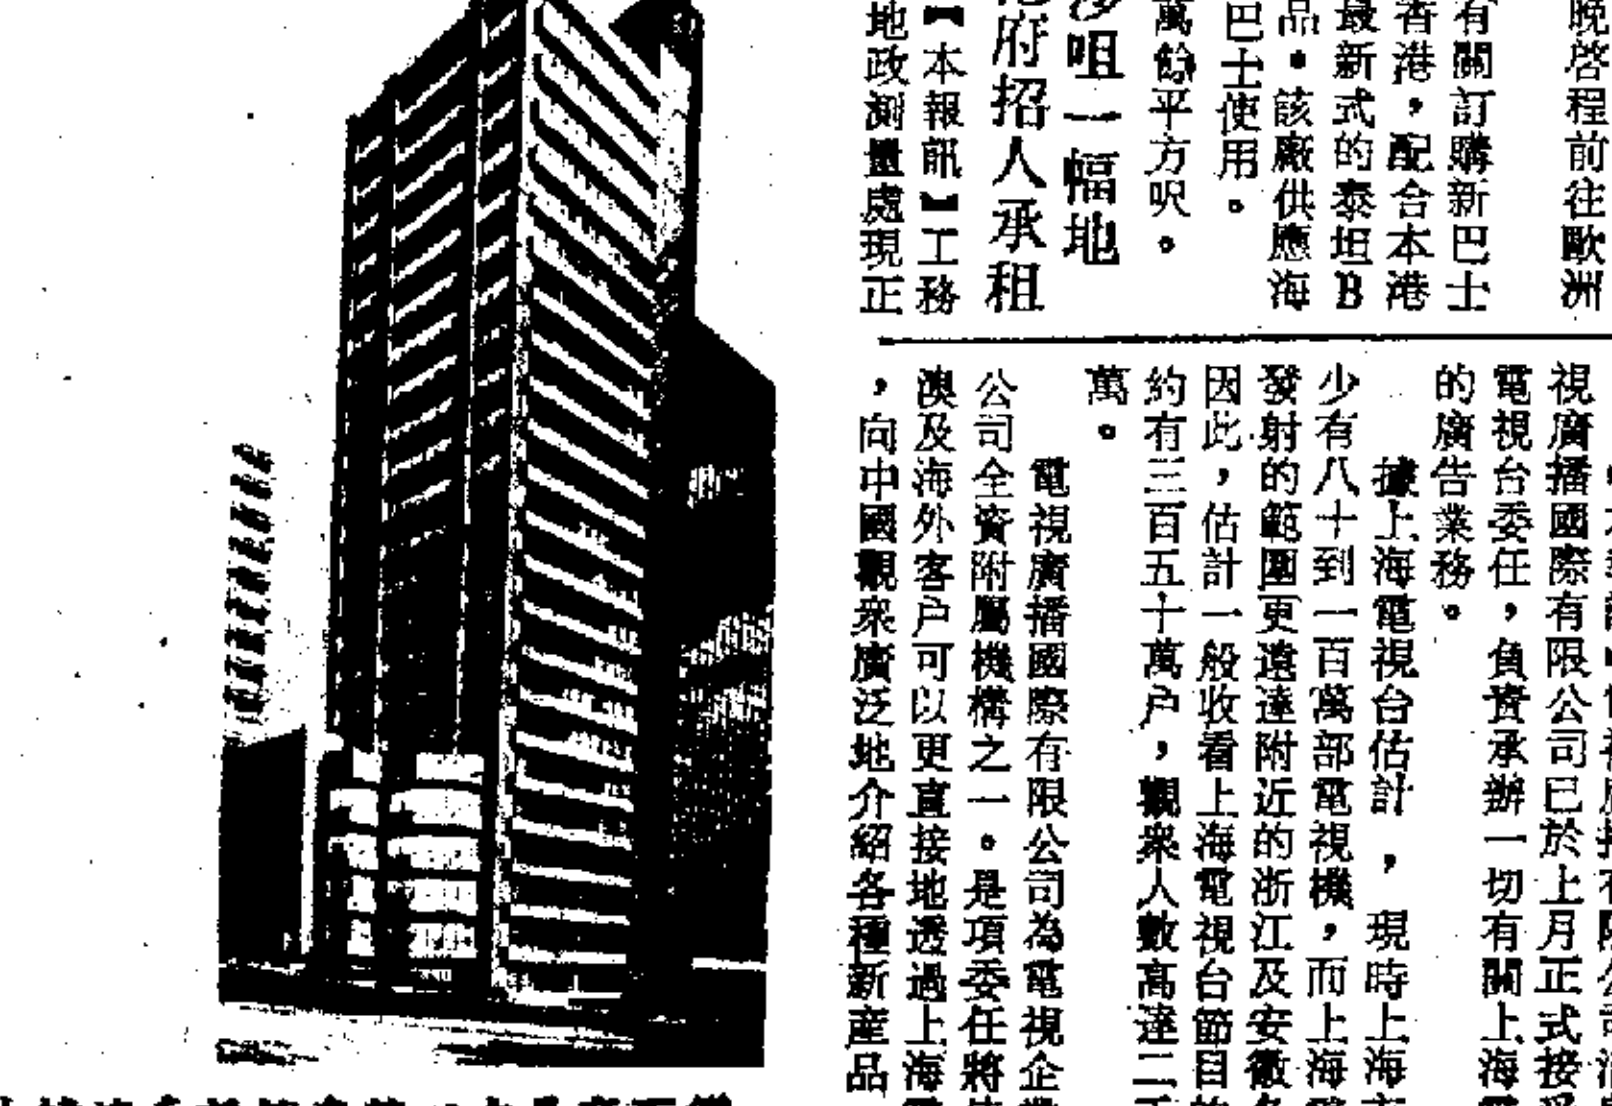 晚啓程前往歐洲
有關訂購新巴士
香港，配合本港
最新式的泰坦B
品。該廠供應海
巴士使用。
萬餘平方呎。
沙咀一幅地
府招人承租
【本報訊】工務
地政測量處現正
視廣播國際有限公司已於上月正式接
電視台委任，負責承辦一切有關上海
的廣告業務。
據上海電視台估計，現時上海
少有八十到一百萬部電視機，而上海
發射的範圍更遠達附近的浙江及安徽
因此，估計一般收看上海電視台節目
約有三百五十萬户，觀衆人數高達二
萬。
電視廣播國際有限公司為電視企
公司全資附屬機構之一。是項委任將
澳及海外客户可以更直接地透過上海
，向中國觀衆廣泛地介紹各種新産品